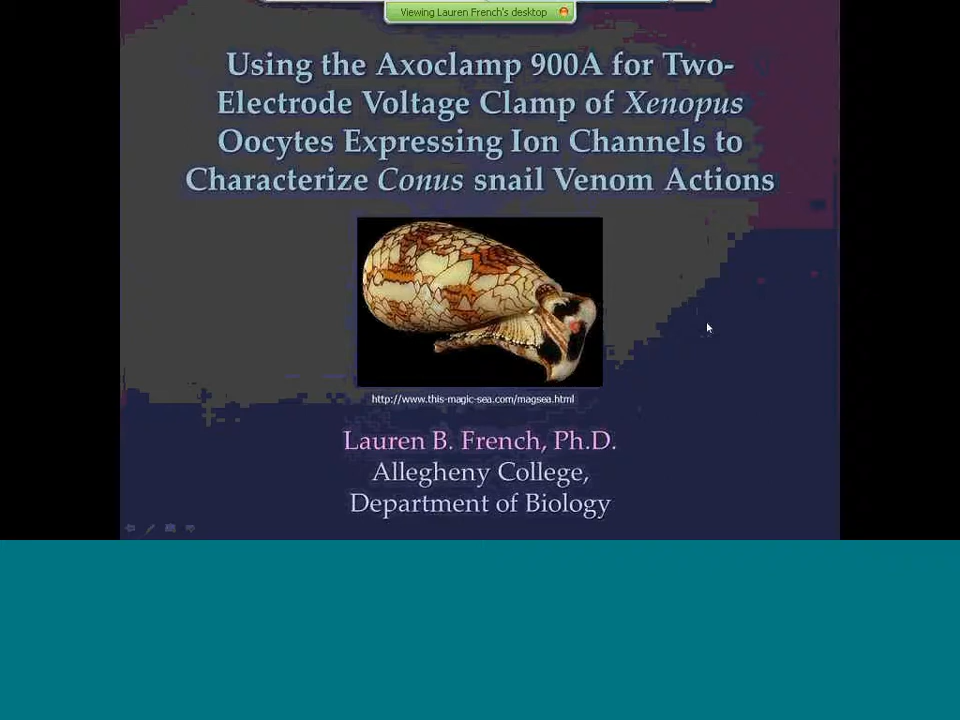 Viewing Lauren French's desktop
Using the Axoclamp 900A for Two-
Electrode Voltage Clamp of Xenopus
Oocytes Expressing Ion Channels to
Characterize Conus snail Venom Actions
http://www.this-magic-sea.com/magsea.html
Lauren B. French, Ph.D.
Allegheny College,
Department of Biology